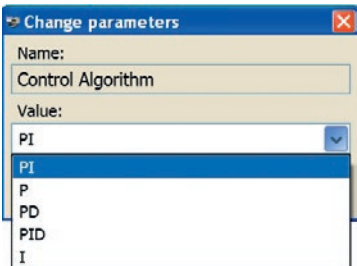 Change parameters
Name:
Control Algorithm
Value:
PI
PI
P
PD
PID
I